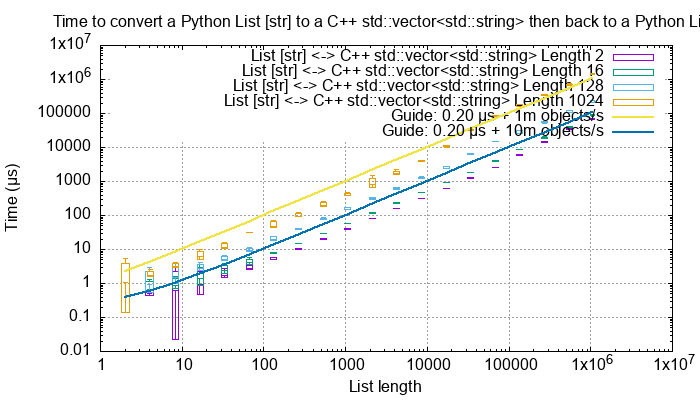 Time to convert a Python List [str] to a C++ std::vector<std::string> then back to a Python Li
1x10^7
List [str] <-> C++ std::vector<std::string> Length 2
List [str] <-> C++ std::vector<std::string> Length 16
1x10^6
List [str] <-> C++ std::vector<std::string> Length 128
List [str] <-> C++ std::vector<std::string> Length 1024
100000
Guide: 0.20 µs + 1m objects/s
Guide: 0.20 µs + 10m objects/s
10000
1000
100
10
1
0.1
0.01
Time (µs)
1 10 100 1000 10000 100000 1x10^6 1x10^7
List length